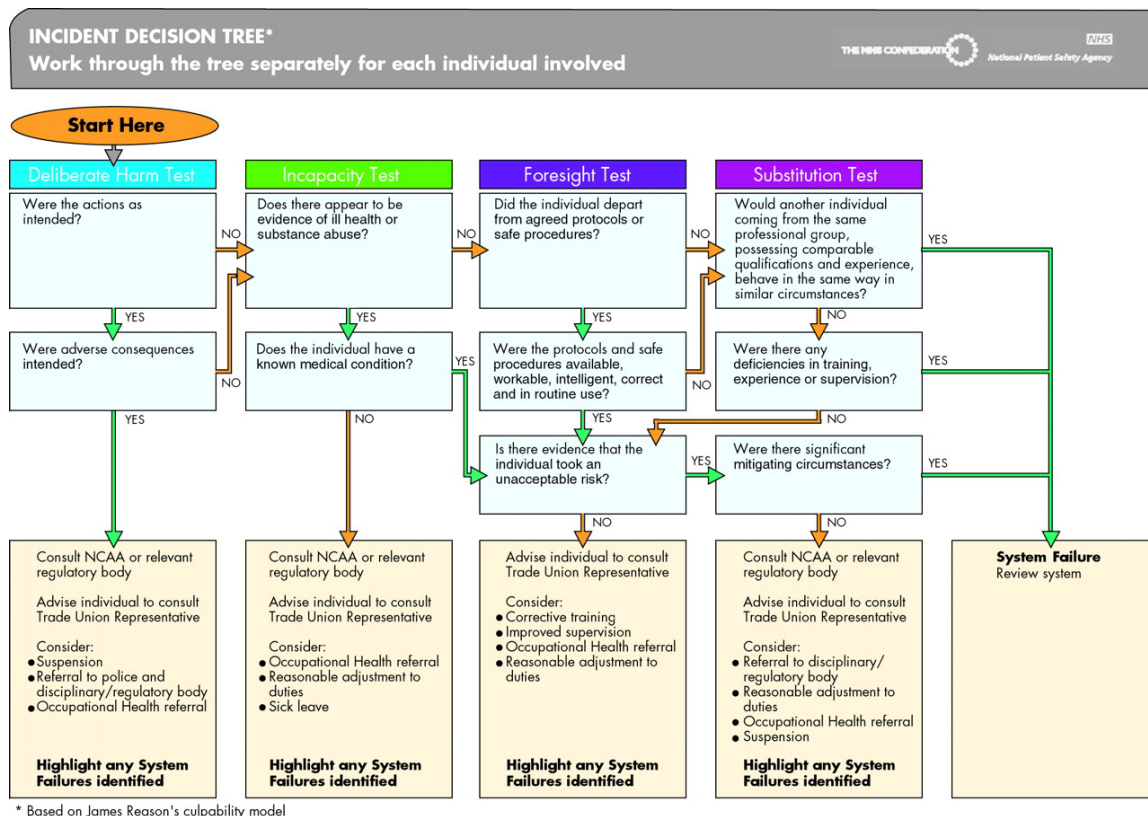 INCIDENT DECISION TREE*
Work through the tree separately for each individual involved
THE NHS CONFEDERATION
NHS
National Patient Safety Agency
Start Here
Deliberate Harm Test
Incapacity Test
Foresight Test
Substitution Test
Were the actions as
intended?
NO
YES
Were adverse consequences
intended?
NO
YES
Does there appear to be
evidence of ill health or
substance abuse?
NO
YES
Does the individual have a
known medical condition?
YES
NO
Did the individual depart
from agreed protocols or
safe procedures?
NO
YES
Were the protocols and safe
procedures available,
workable, intelligent, correct
and in routine use?
NO
YES
Is there evidence that the
individual took an
unacceptable risk?
YES
NO
Would another individual
coming from the same
professional group,
possessing comparable
qualifications and experience,
behave in the same way in
similar circumstances?
YES
NO
Were there any
deficiencies in training,
experience or supervision?
YES
NO
Were there significant
mitigating circumstances?
YES
NO
Consult NCAA or relevant
regulatory body
Advise individual to consult
Trade Union Representative
Consider:
● Suspension
● Referral to police and
disciplinary/regulatory body
● Occupational Health referral
Highlight any System
Failures identified
Consult NCAA or relevant
regulatory body
Advise individual to consult
Trade Union Representative
Consider:
● Occupational Health referral
● Reasonable adjustment to
duties
● Sick leave
Highlight any System
Failures identified
Advise individual to consult
Trade Union Representative
Consider:
● Corrective training
● Improved supervision
● Occupational Health referral
● Reasonable adjustment to
duties
Highlight any System
Failures identified
Consult NCAA or relevant
regulatory body
Advise individual to consult
Trade Union Representative
Consider:
● Referral to disciplinary/
regulatory body
● Reasonable adjustment to
duties
● Occupational Health referral
● Suspension
Highlight any System
Failures identified
System Failure
Review system
* Based on James Reason's culpability model